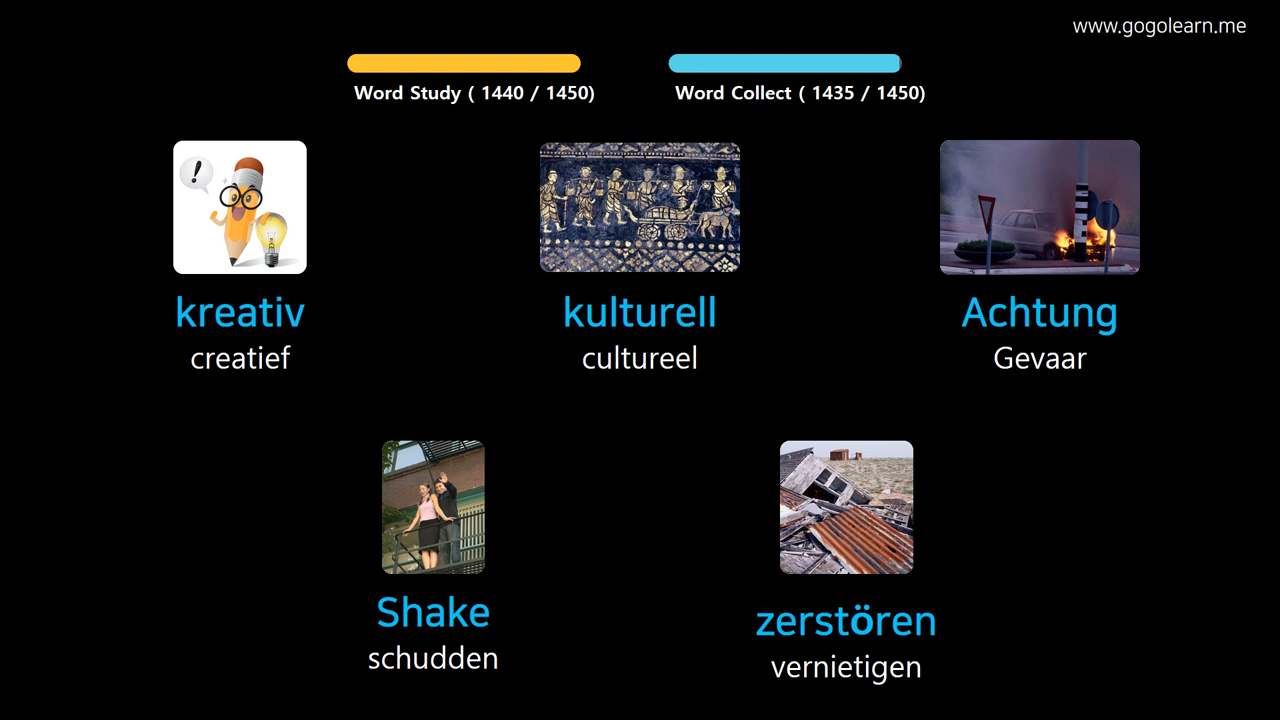 www.gogolearn.me
Word Study ( 1440 / 1450)
Word Collect ( 1435 / 1450)
!
kreativ
creatief
kulturell
cultureel
Achtung
Gevaar
Shake
schudden
zerstören
vernietigen